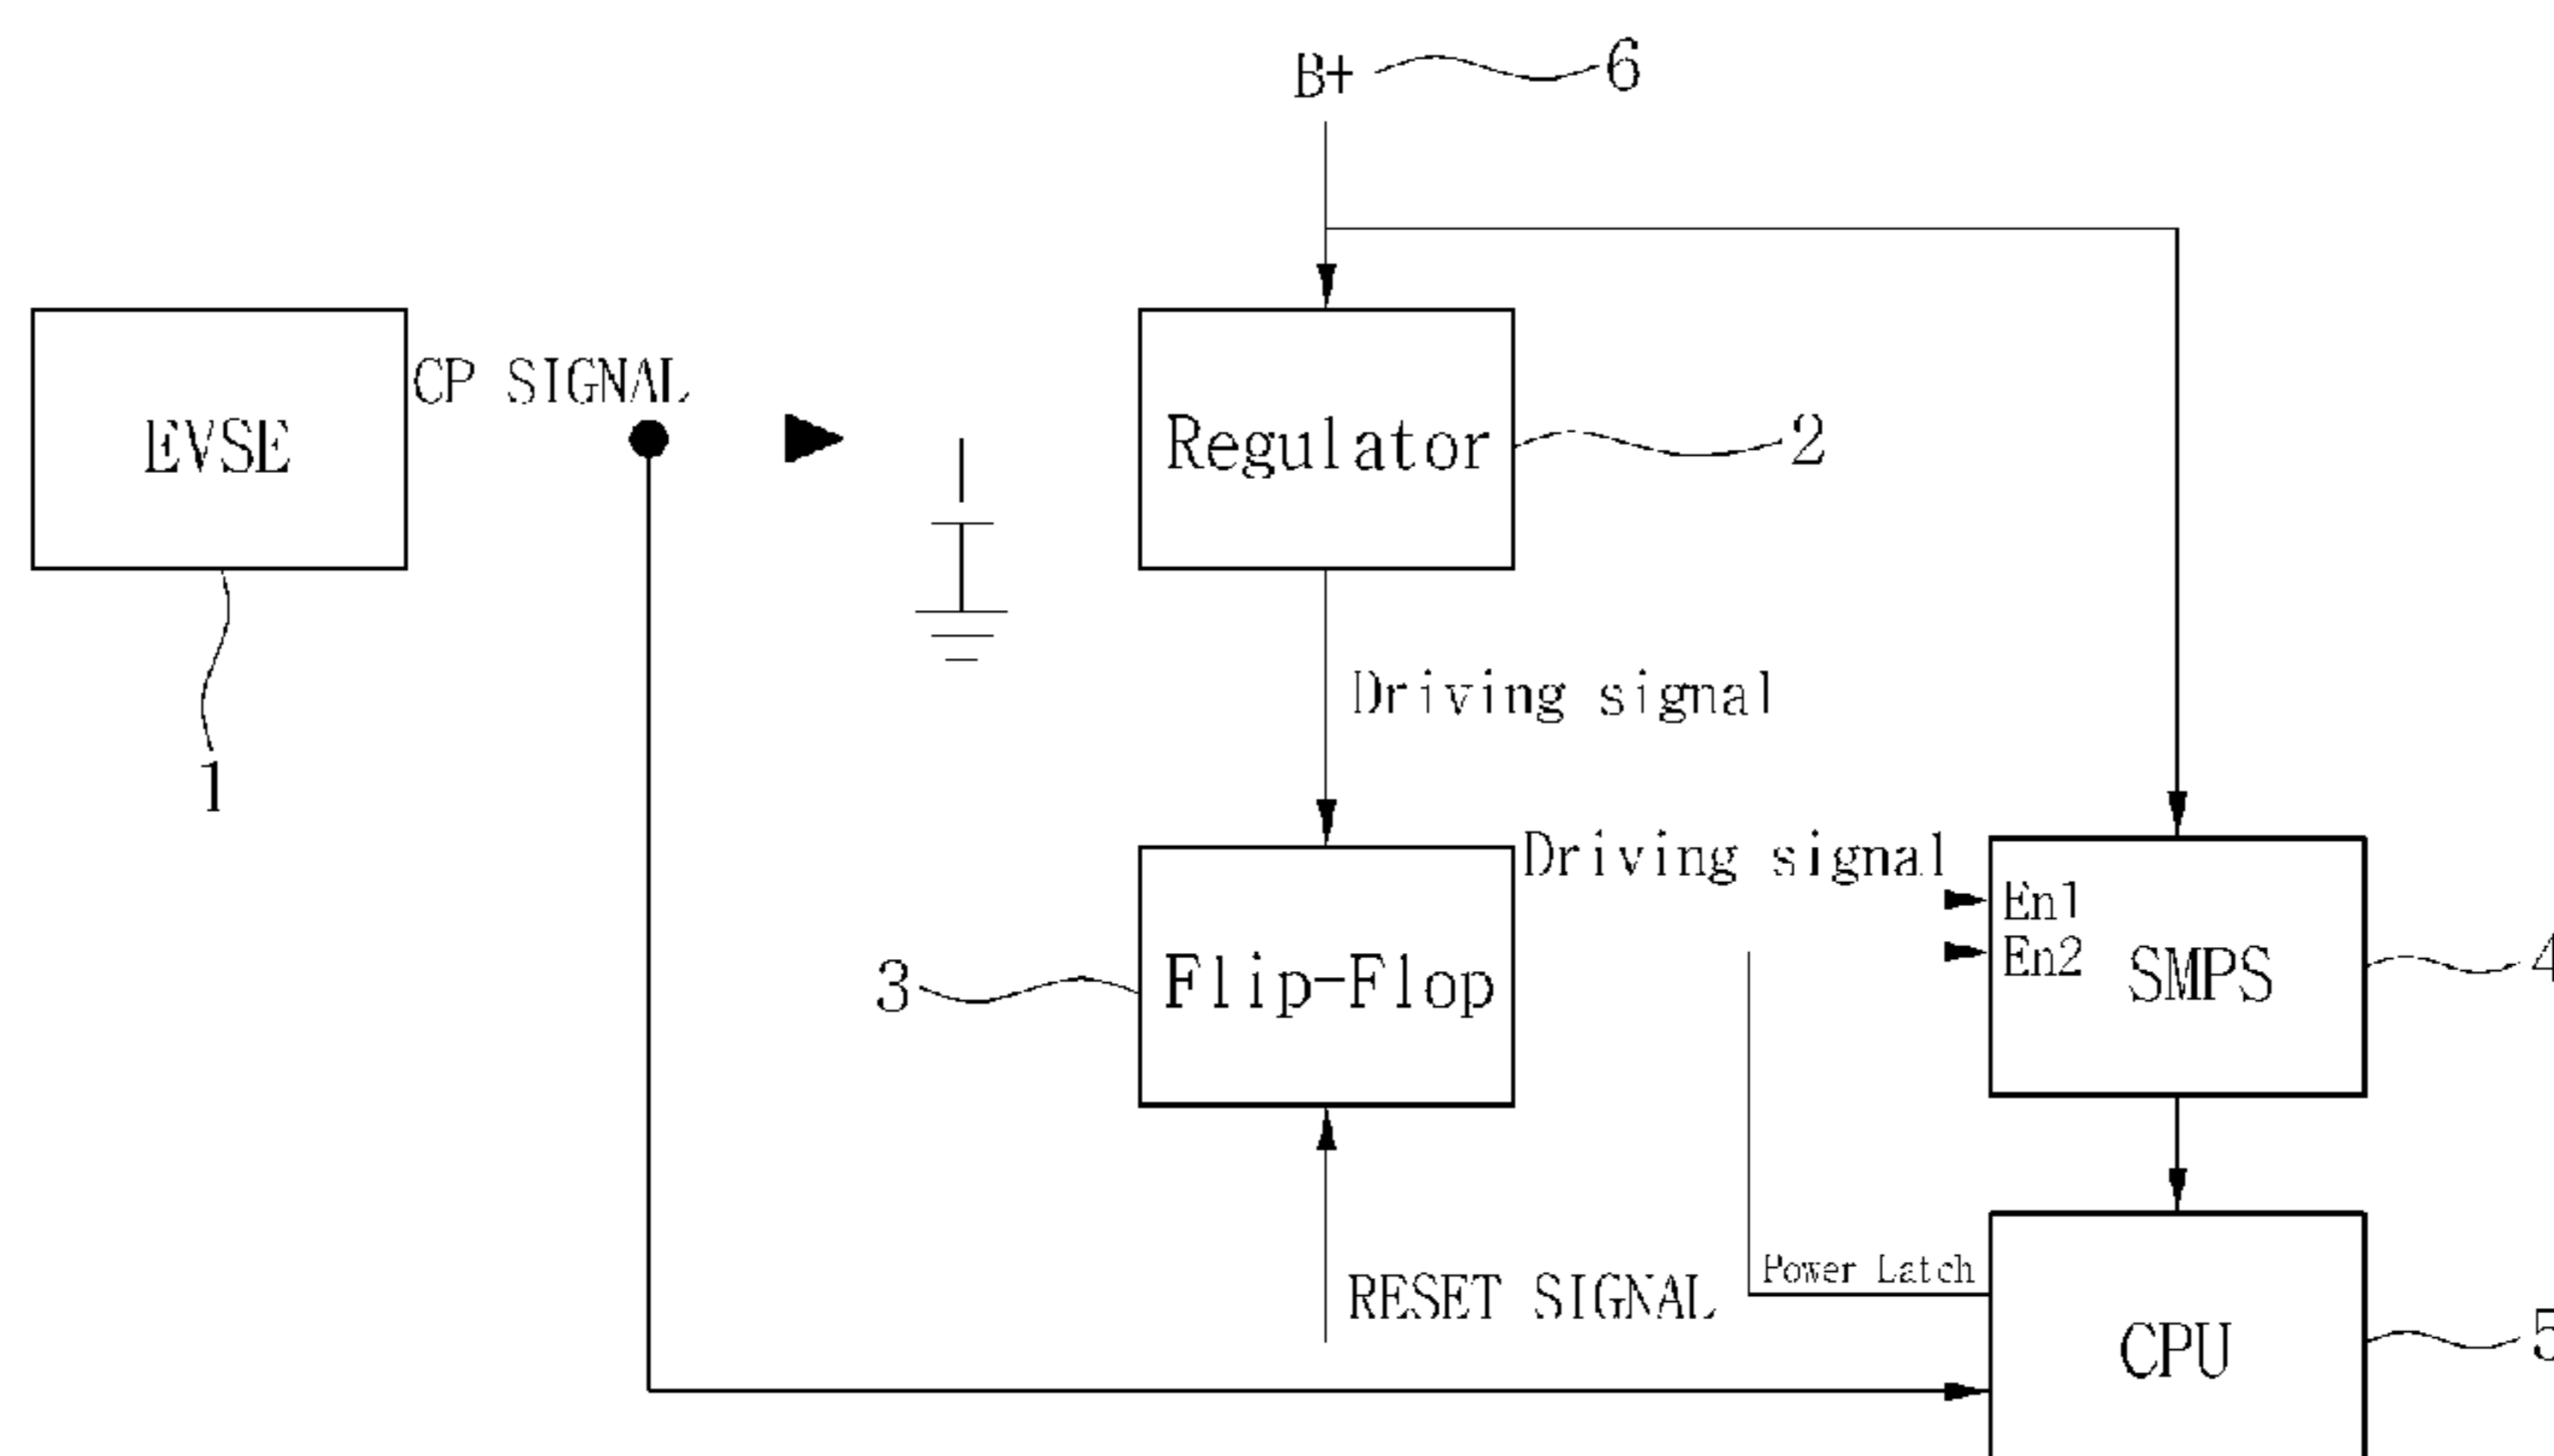 B+ 6
CP SIGNAL
EVSE
Regulator 2
Driving signal
1
Driving signal
En1
En2
SMPS 4
3 Flip-Flop
Power Latch
RESET SIGNAL
CPU 5